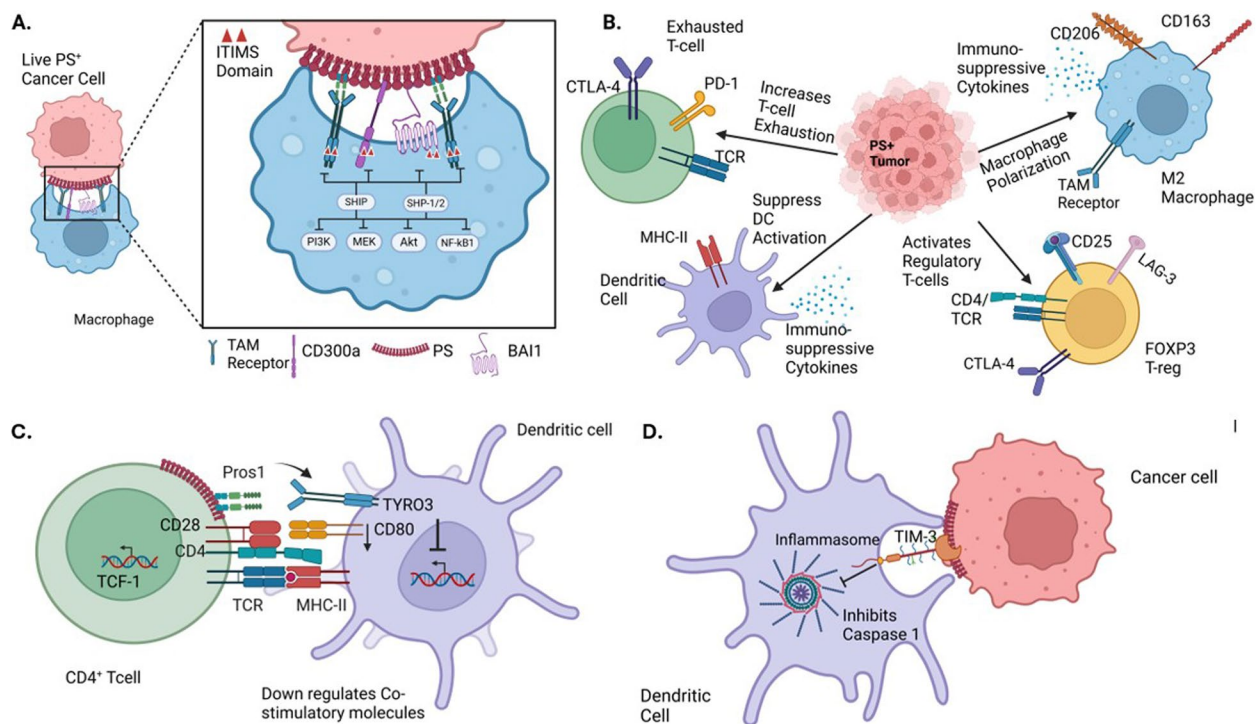 A.
ITIMS
Domain
Live PS⁺
Cancer Cell
SHIP
SHP-1/2
PI3K
MEK
Akt
NF-kB1
Macrophage
TAM
Receptor
CD300a
PS
BAI1
B.
Exhausted
T-cell
CTLA-4
PD-1
TCR
Increases
T-cell
Exhaustion
PS+
Tumor
Immuno-
suppressive
Cytokines
CD206
CD163
Macrophage
Polarization
TAM
Receptor
M2
Macrophage
Suppress
DC
Activation
MHC-II
Dendritic
Cell
Immuno-
suppressive
Cytokines
Activates
Regulatory
T-cells
CD25
LAG-3
CD4/
TCR
CTLA-4
FOXP3
T-reg
C.
Dendritic cell
Pros1
TYRO3
CD28
CD80
CD4
TCF-1
TCR
MHC-II
CD4⁺ Tcell
Down regulates Co-
stimulatory molecules
D.
I
Cancer cell
TIM-3
Inflammasome
Inhibits
Caspase 1
Dendritic
Cell